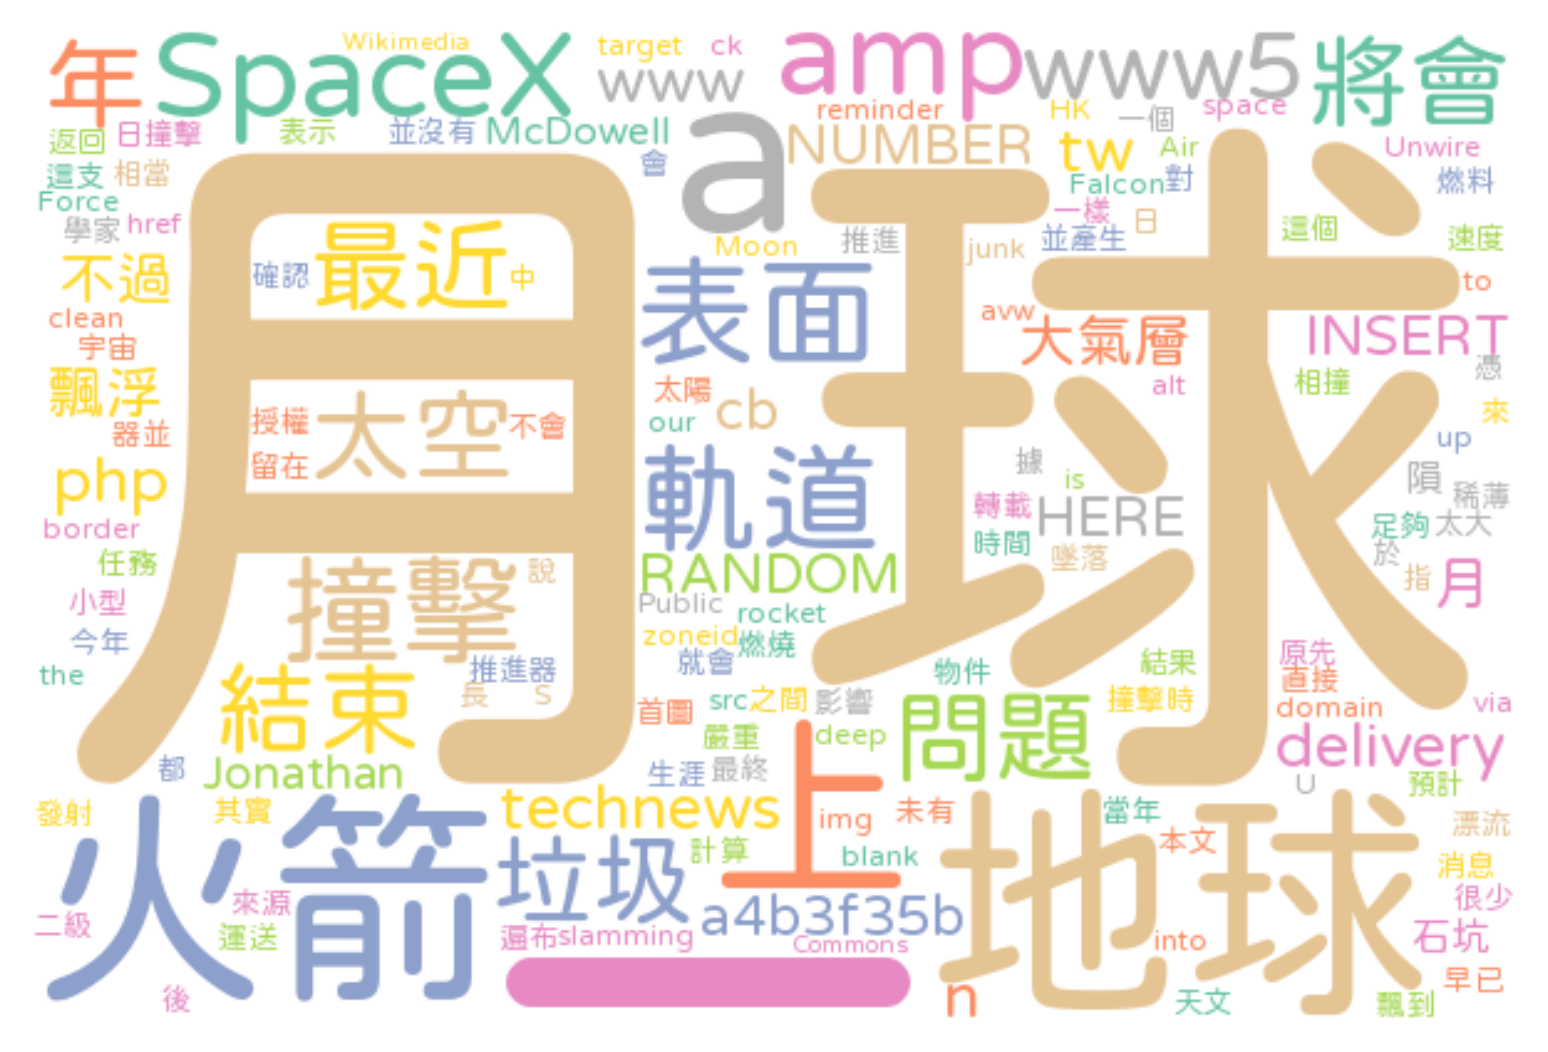 年
SpaceX
Wikimedia
target
ck
www
amp
www5
將會
返回
日撞擊
表示
並沒有
McDowell
reminder
NUMBER
HK
一個
space
tw
Air
Unwire
這支
相當
會
a
Falcon
對
燃料
Force
學家
href
月球
Moon
推進
junk
一樣
日
並產生
這個
速度
不過
確認
最近
中
表面
avw
to
clean
宇宙
大氣層
INSERT
飄浮
器並
授權
太空
不會
留在
太陽
our
cb
alt
相撞
憑
來
php
軌道
據
is
up
隕
稀薄
border
轉載
HERE
足夠
太大
任務
時間
墜落
於
撞擊
說
RANDOM
指
月
小型
Public
rocket
今年
zoneid
燃燒
the
結束
推進器
就會
物件
結果
原先
直接
長
S
首圖
src
之間
影響
問題
撞擊時
domain
via
嚴重
deep
delivery
都
Jonathan
生涯
最終
上
U
預計
發射
其實
technews
img
未有
當年
漂流
火箭
垃圾
計算
blank
地球
本文
消息
二級
來源
a4b3f35b
很少
運送
遍布
slamming
Commons
into
石坑
後
一
n
天文
早已
飄到